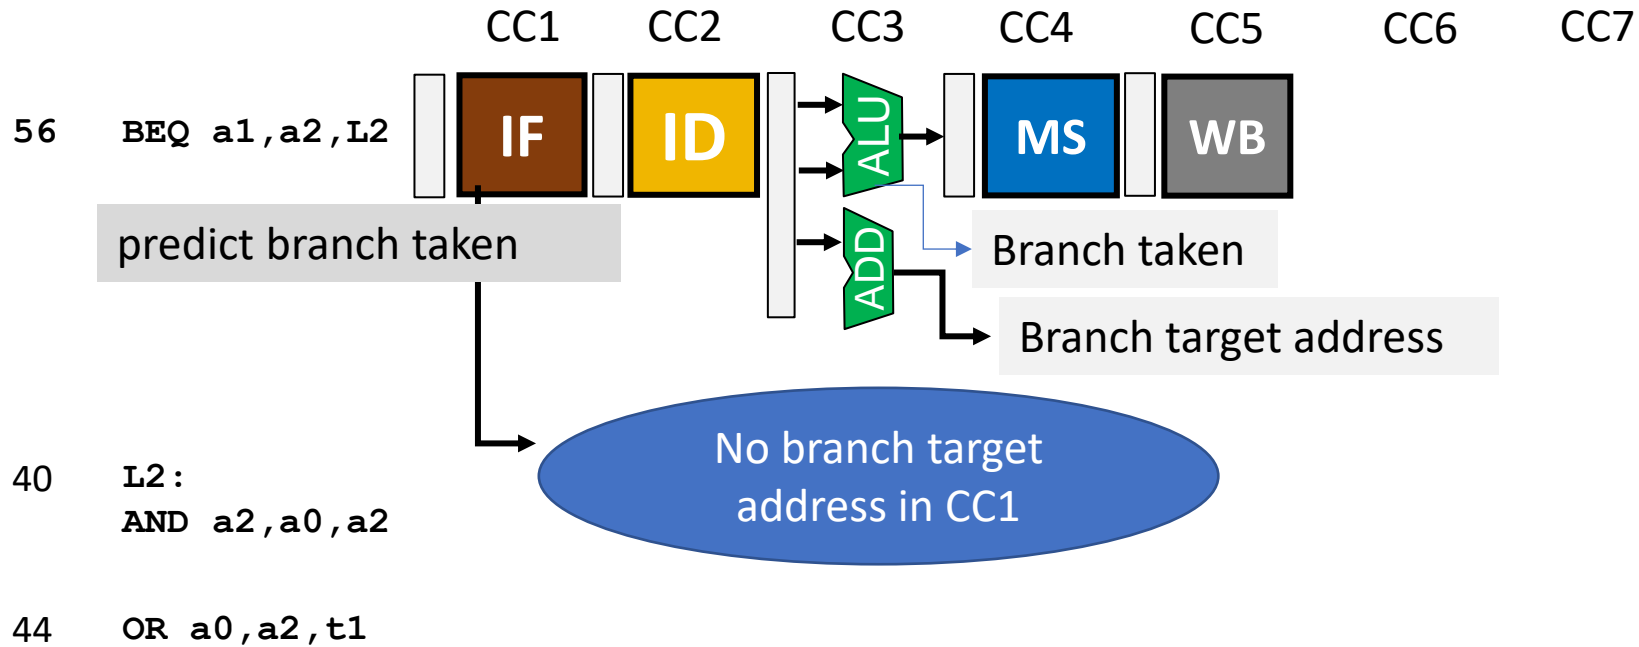 CC1 CC2 CC3 CC4 CC5 CC6 CC7
56 BEQ a1,a2,L2 IF ID ALU MS WB
predict branch taken
ADD
Branch taken
Branch target address
No branch target
address in CC1
40 L2:
AND a2,a0,a2
44 OR a0,a2,t1